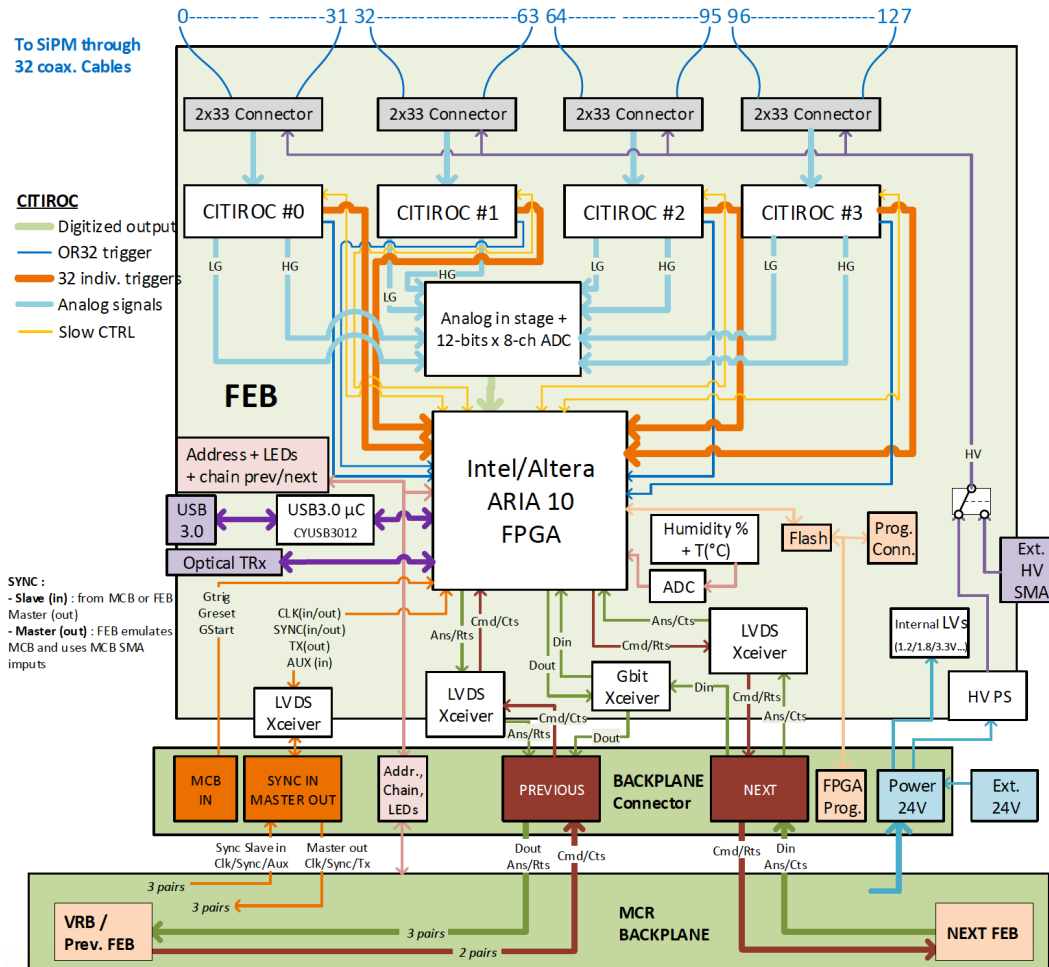 0----------- 31 32------------ -63 64------------ -95 96----------- -127
To SiPM through
32 coax. Cables
2x33 Connector
2x33 Connector
2x33 Connector
2x33 Connector
CITIROC
Digitized output
OR32 trigger
32 indiv. triggers
Analog signals
Slow CTRL
CITIROC #0
CITIROC #1
CITIROC #2
CITIROC #3
LG
HG
LG
HG
LG
HG
LG
HG
Analog in stage +
12-bits x 8-ch ADC
FEB
Intel/Altera
ARIA 10
FPGA
Address + LEDs
+ chain prev/next
USB
3.0
USB3.0 µC
CYUSB3012
Optical TRx
HV
Humidity %
+ T(°C)
ADC
Flash
Prog.
Conn.
Ext.
HV
SMA
SYNC :
- Slave (in) : from MCB or FEB
Master (out)
- Master (out) : FEB emulates
MCB and uses MCB SMA
imputs
Gtrig
Greset
GStart
CLK(in/out)
SYNC(in/out)
TX(out)
AUX (in)
Ans/Rts
Cmd/Cts
Din
Dout
Ans/Cts
Cmd/Rts
LVDS
Xceiver
LVDS
Xceiver
Gbit
Xceiver
LVDS
Xceiver
Din
Cmd/Rts
Ans/Cts
Cmd/Cts
Ans/Rts
Dout
Internal LVs
(1.2/1.8/3.3V...)
HV PS
MCB
IN
SYNC IN
MASTER OUT
Addr.,
Chain,
LEDs
PREVIOUS
BACKPLANE
Connector
NEXT
FPGA
Prog.
Power
24V
Ext.
24V
Sync Slave in
Clk/Sync/Aux
Master out
Clk/Sync/Tx
Dout
Ans/Rts
Cmd/Cts
Cmd/Rts
Din
Ans/Cts
3 pairs
3 pairs
VRB /
Prev. FEB
3 pairs
2 pairs
MCR
BACKPLANE
NEXT FEB